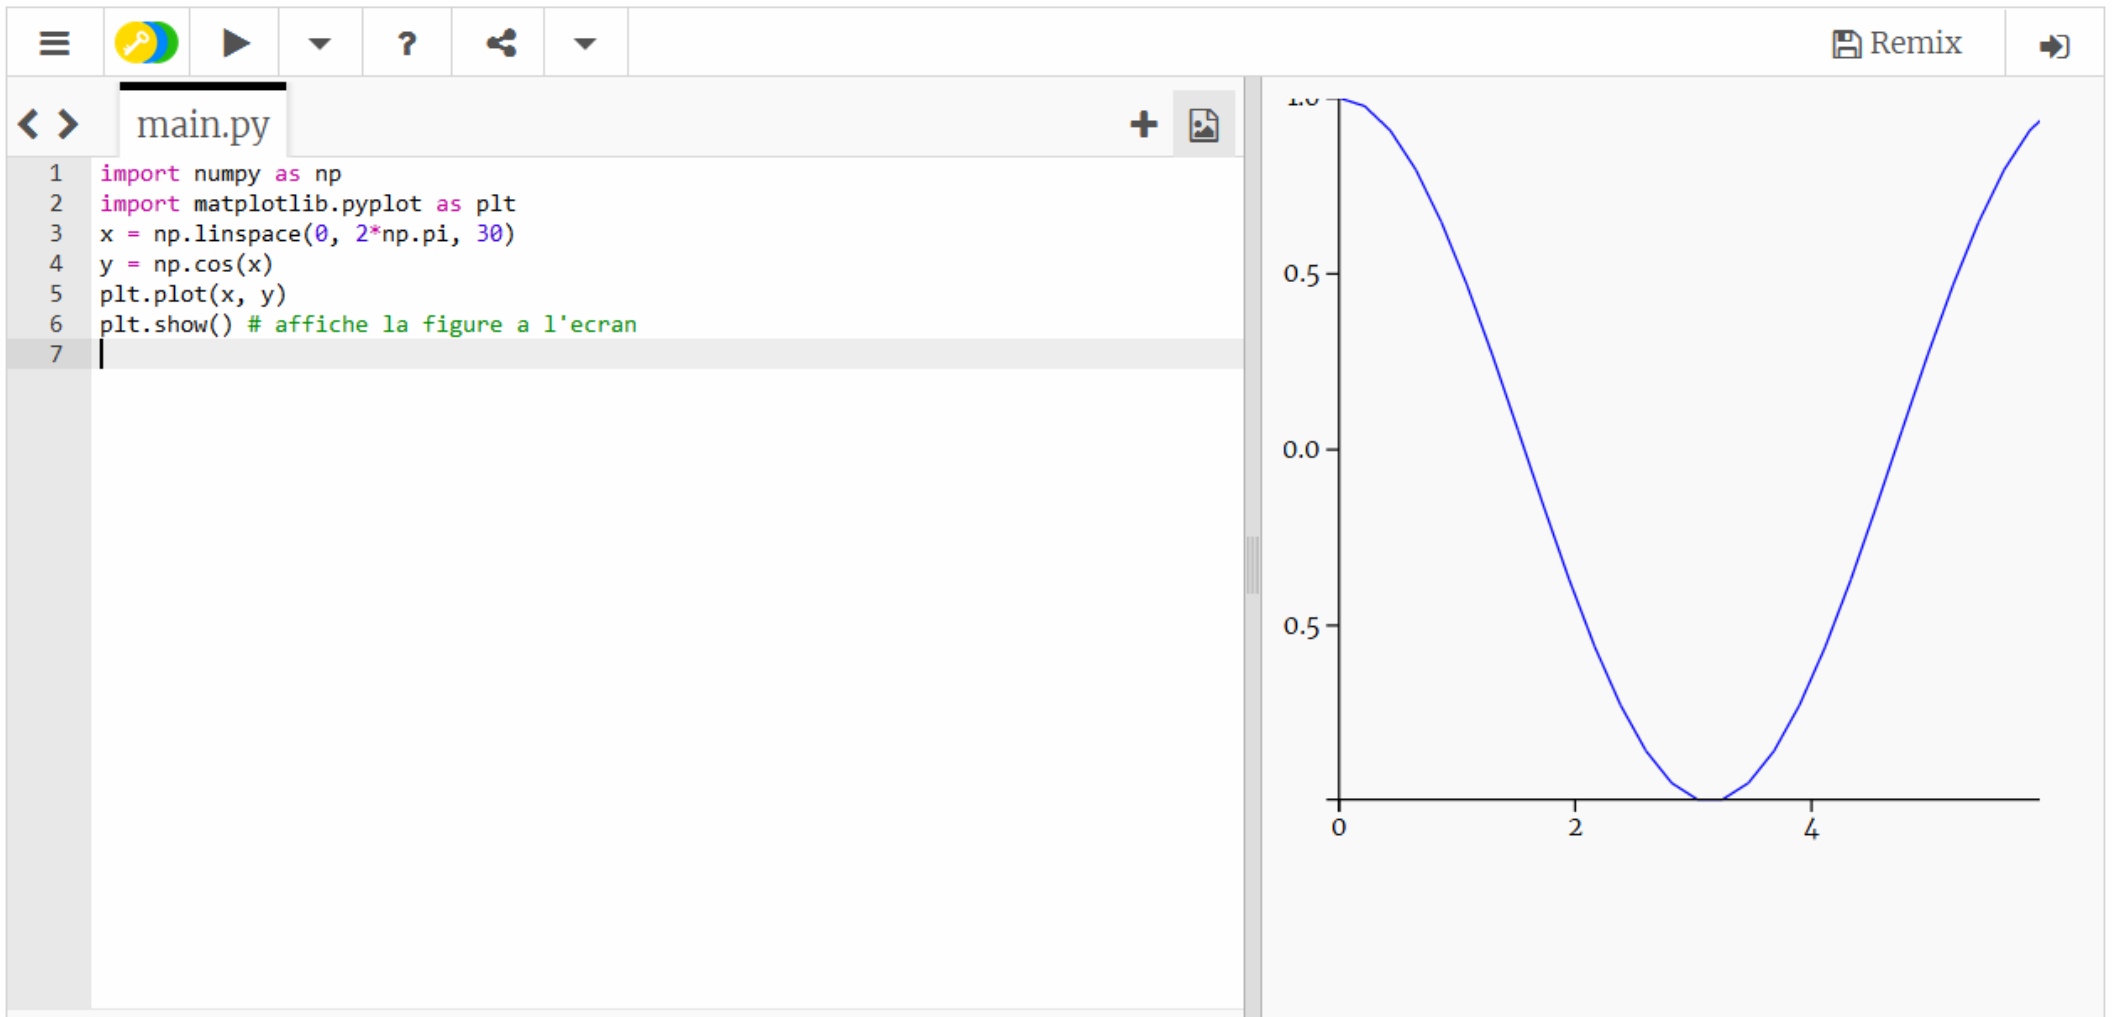 ? Remix
main.py
1 import numpy as np
2 import matplotlib.pyplot as plt
3 x = np.linspace(0, 2*np.pi, 30)
4 y = np.cos(x)
5 plt.plot(x, y)
6 plt.show() # affiche la figure a l'ecran
7
1.0
0.5
0.0
0.5
0 2 4